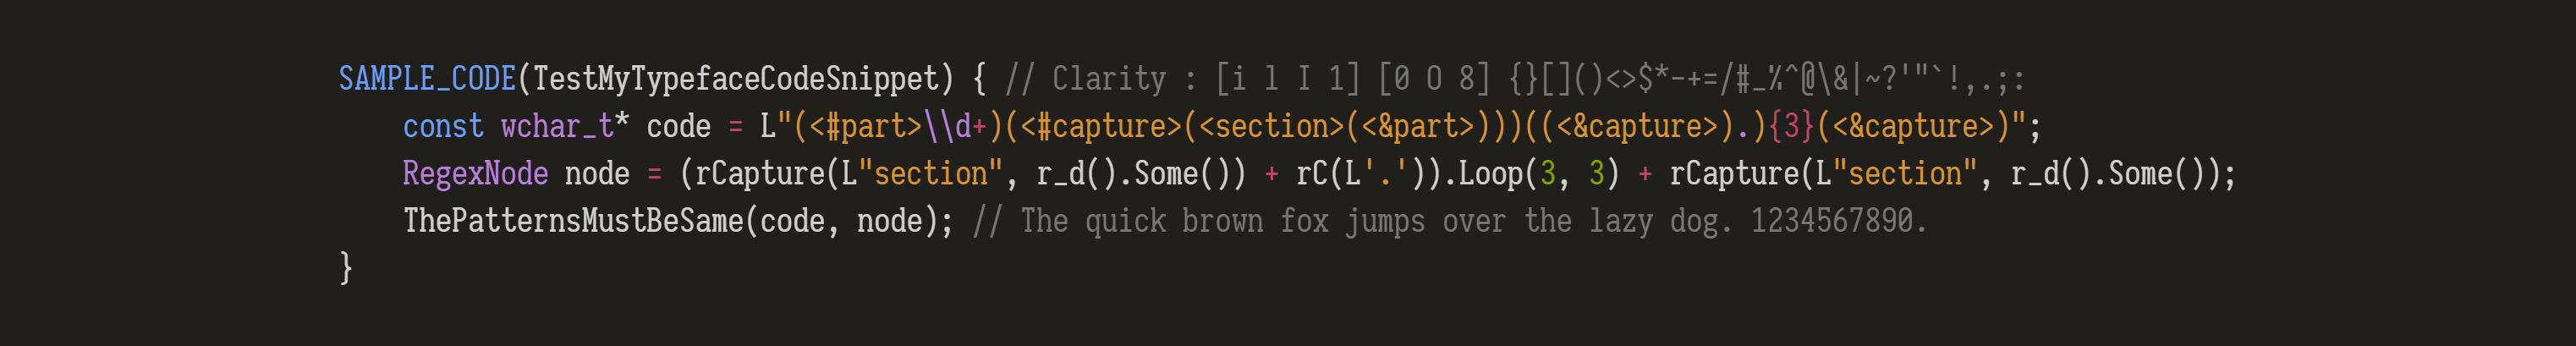 SAMPLE_CODE(TestMyTypefaceCodeSnippet) { // Clarity : [i l I 1] [0 O 8] {}[]()<>$*-+=/#_%^@\&|~?'"`!,.;:
    const wchar_t* code = L"(<#part>\\d+)(<#capture>(<section>(<&part>)))((<&capture>).){3}(<&capture>)";
    RegexNode node = (rCapture(L"section", r_d().Some()) + rC(L'.')).Loop(3, 3) + rCapture(L"section", r_d().Some());
    ThePatternsMustBeSame(code, node); // The quick brown fox jumps over the lazy dog. 1234567890.
}